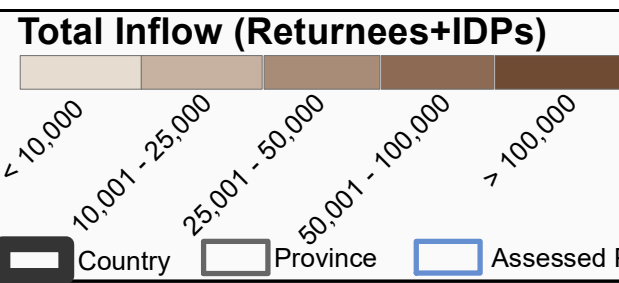 Total Inflow (Returnees+IDPs)
< 10,000
10,001 - 25,000
25,001 - 50,000
50,001 - 100,000
> 100,000
Country
Province
Assessed